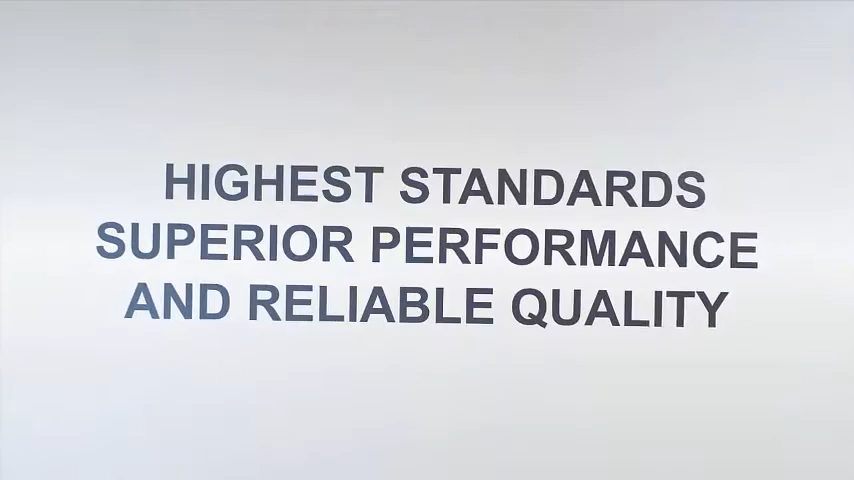 HIGHEST STANDARDS
SUPERIOR PERFORMANCE
AND RELIABLE QUALITY